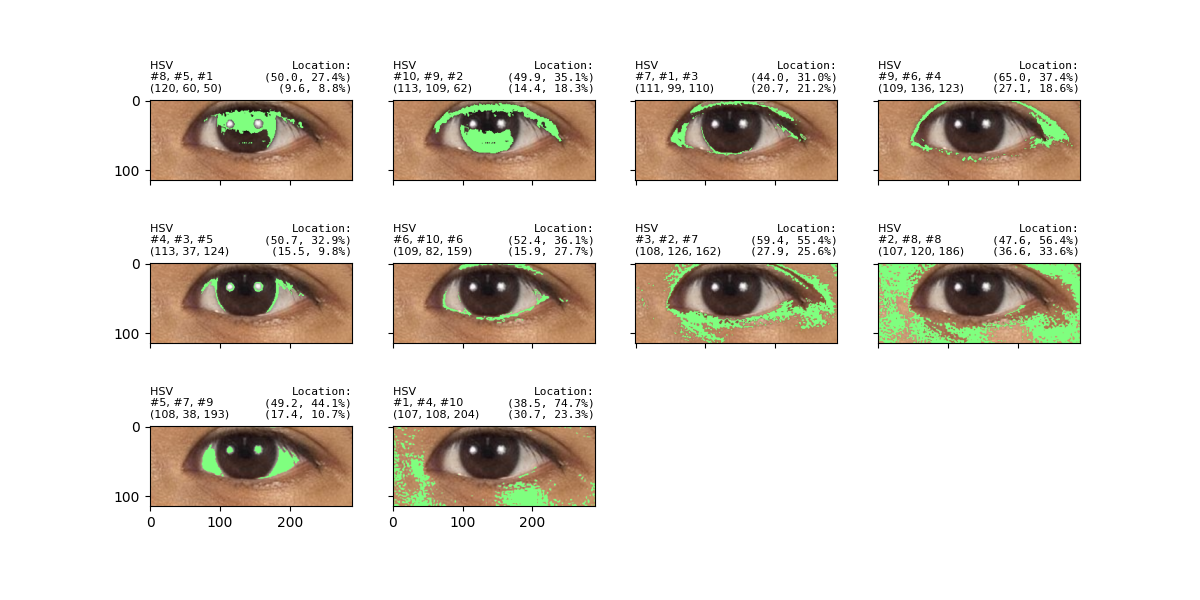 HSV Location:
#8, #5, #1 (50.0, 27.4%)
(120, 60, 50) (9.6, 8.8%)
HSV Location:
#10, #9, #2 (49.9, 35.1%)
(113, 109, 62) (14.4, 18.3%)
HSV Location:
#7, #1, #3 (44.0, 31.0%)
(111, 99, 110) (20.7, 21.2%)
HSV Location:
#9, #6, #4 (65.0, 37.4%)
(109, 136, 123) (27.1, 18.6%)
0
100
HSV Location:
#4, #3, #5 (50.7, 32.9%)
(113, 37, 124) (15.5, 9.8%)
HSV Location:
#6, #10, #6 (52.4, 36.1%)
(109, 82, 159) (15.9, 27.7%)
HSV Location:
#3, #2, #7 (59.4, 55.4%)
(108, 126, 162) (27.9, 25.6%)
HSV Location:
#2, #8, #8 (47.6, 56.4%)
(107, 120, 186) (36.6, 33.6%)
0
100
HSV Location:
#5, #7, #9 (49.2, 44.1%)
(108, 38, 193) (17.4, 10.7%)
HSV Location:
#1, #4, #10 (38.5, 74.7%)
(107, 108, 204) (30.7, 23.3%)
0
100
0 100 200
0 100 200